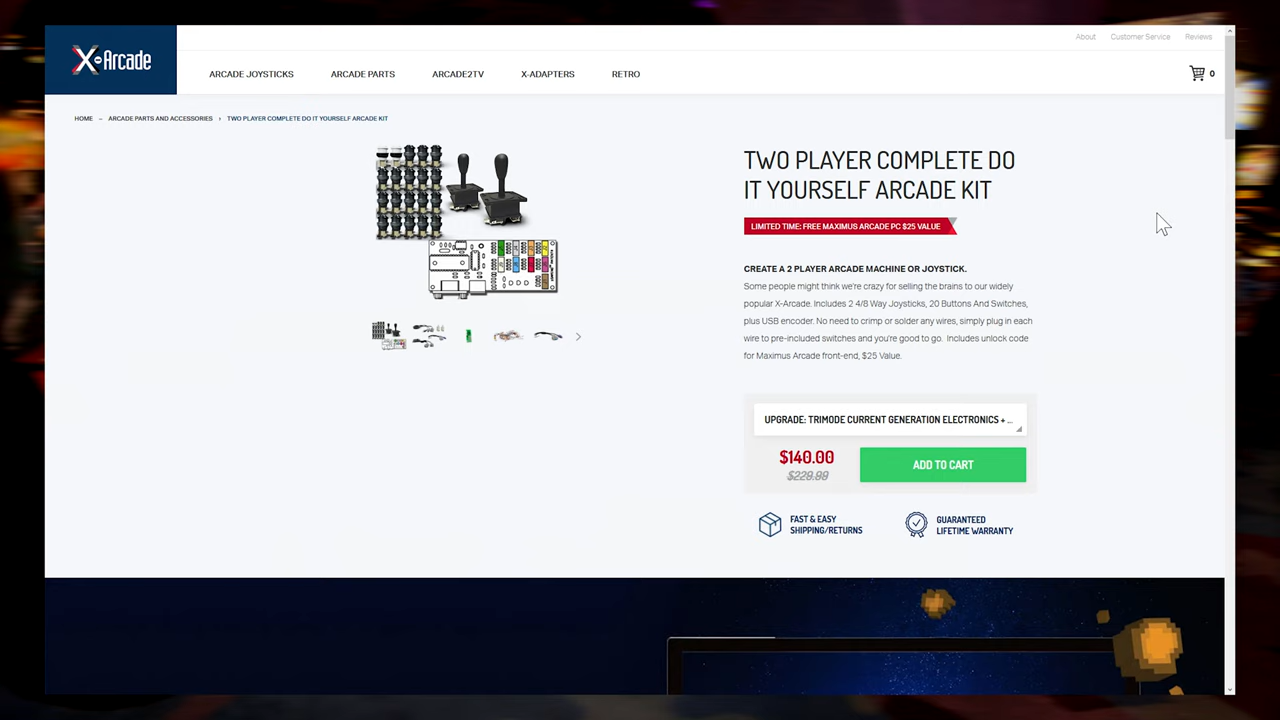 X-Arcade
About
Customer Service
Reviews
ARCADE JOYSTICKS
ARCADE PARTS
ARCADE2TV
X-ADAPTERS
RETRO
0
HOME – ARCADE PARTS AND ACCESSORIES › TWO PLAYER COMPLETE DO IT YOURSELF ARCADE KIT
TWO PLAYER COMPLETE DO
IT YOURSELF ARCADE KIT
LIMITED TIME: FREE MAXIMUS ARCADE PC $25 VALUE
CREATE A 2 PLAYER ARCADE MACHINE OR JOYSTICK.
Some people might think we're crazy for selling the brains to our widely
popular X-Arcade. Includes 2 4/8 Way Joysticks, 20 Buttons And Switches,
plus USB encoder. No need to crimp or solder any wires, simply plug in each
wire to pre-included switches and you're good to go. Includes unlock code
for Maximus Arcade front-end, $25 Value.
UPGRADE: TRIMODE CURRENT GENERATION ELECTRONICS + ...
$140.00
$229.99
ADD TO CART
FAST & EASY
SHIPPING/RETURNS
GUARANTEED
LIFETIME WARRANTY